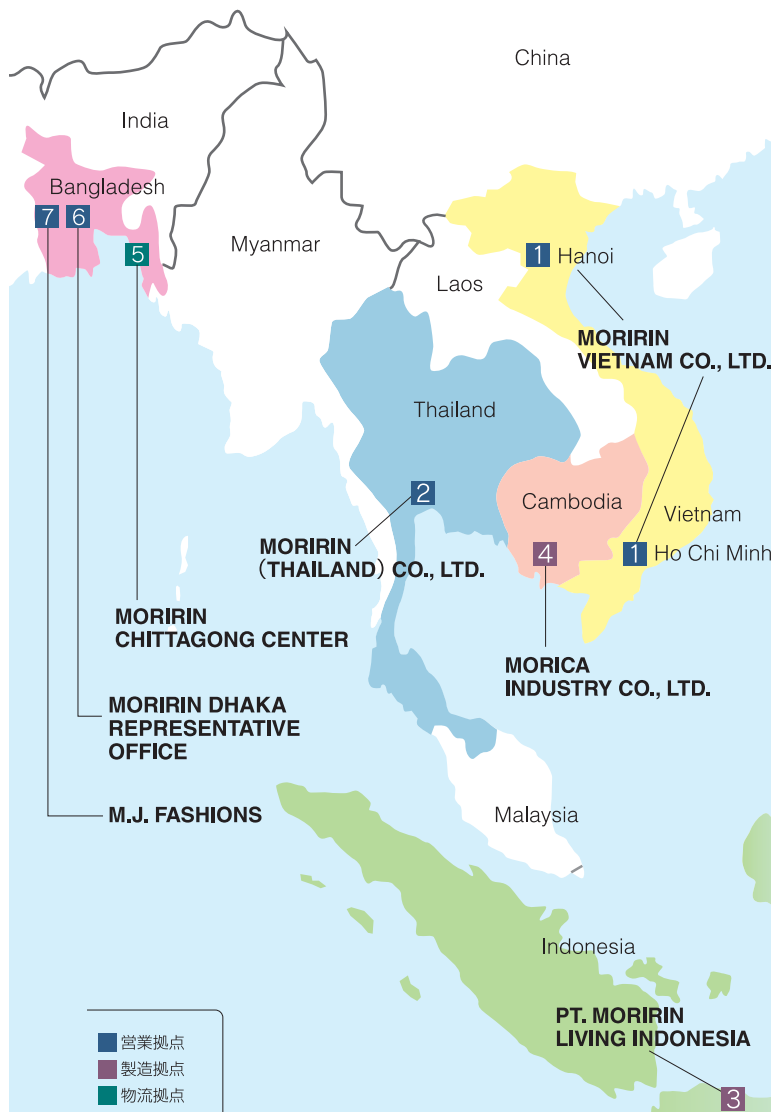 China
India
Bangladesh
7
6
Myanmar
5
1
Hanoi
Laos
MORIRIN
VIETNAM CO., LTD.
Thailand
2
Cambodia
Vietnam
MORIRIN
（THAILAND）CO., LTD.
4
1
Ho Chi Minh
MORIRIN
CHITTAGONG CENTER
MORICA
INDUSTRY CO., LTD.
MORIRIN DHAKA
REPRESENTATIVE
OFFICE
M.J. FASHIONS
Malaysia
Indonesia
PT. MORIRIN
LIVING INDONESIA
3
営業拠点
製造拠点
物流拠点